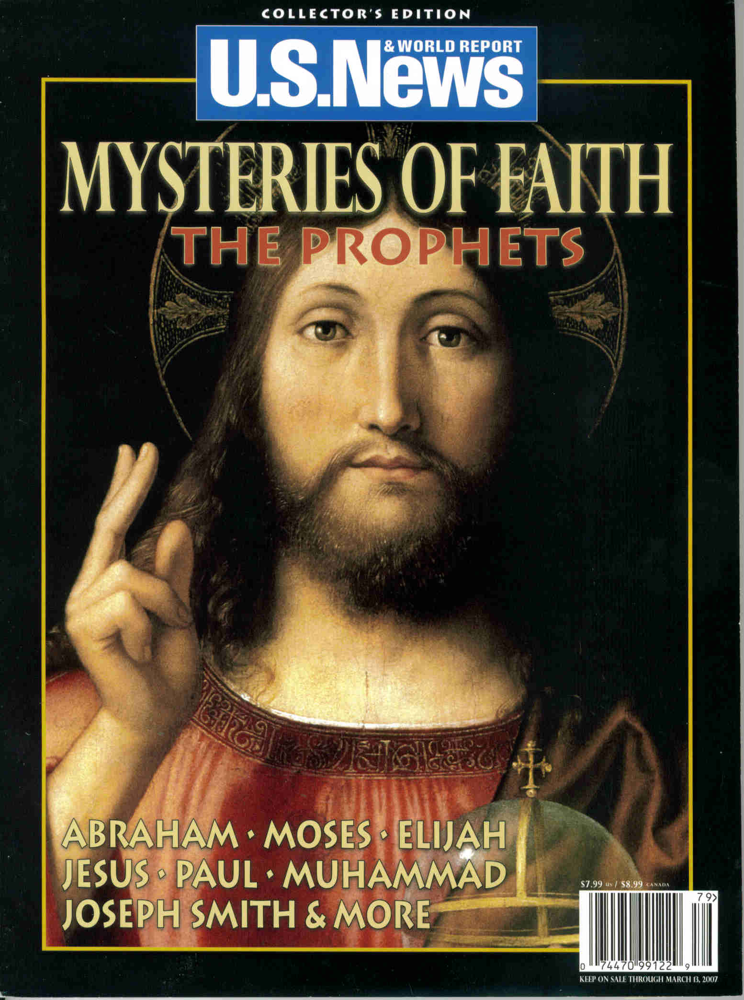 COLLECTOR'S EDITION
U.S.News
& WORLD REPORT
MYSTERIES OF FAITH
THE PROPHETS
ABRAHAM · MOSES · ELIJAH
JESUS · PAUL · MUHAMMAD
JOSEPH SMITH & MORE
$7.99 US / $8.99 CANADA
79>
0 74470 99122 9
KEEP ON SALE THROUGH MARCH 13, 2007